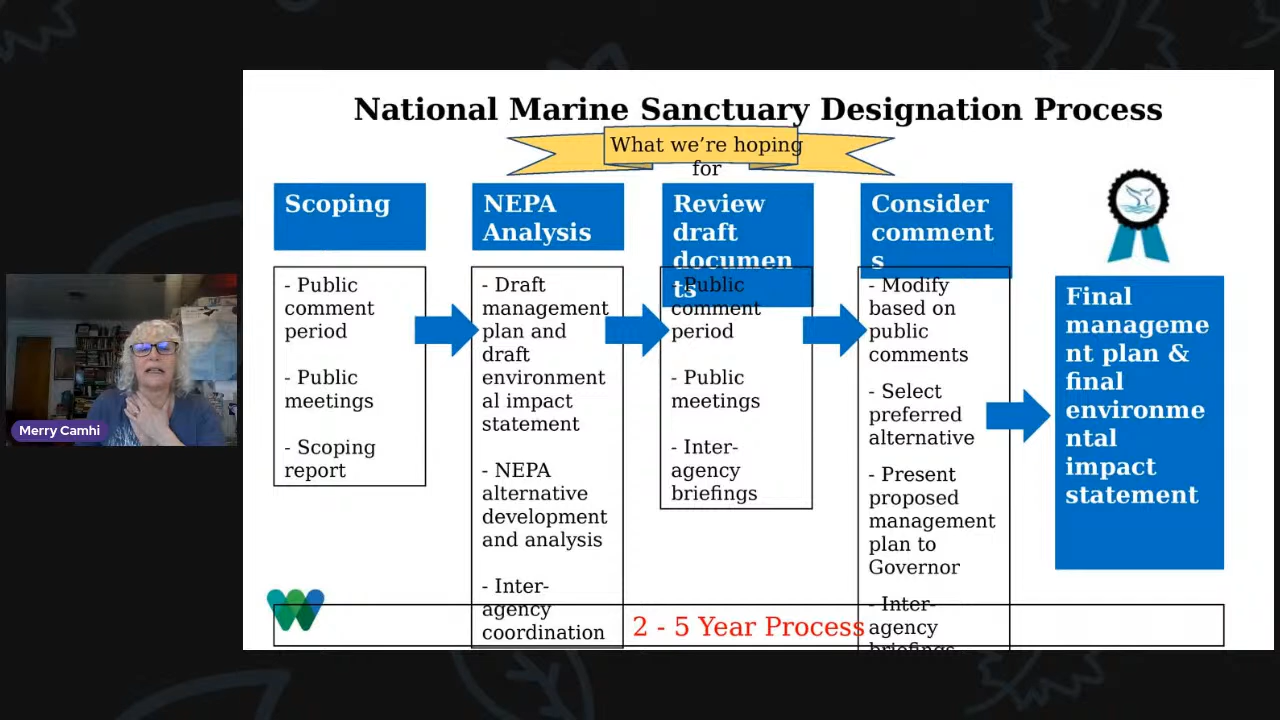 National Marine Sanctuary Designation Process
What we’re hoping
for
Scoping
- Public
comment
period
- Public
meetings
- Scoping
report
NEPA
Analysis
- Draft
management
plan and
draft
environment
al impact
statement
- NEPA
alternative
development
and analysis
- Inter-
agency
coordination
Review
draft
documen
ts
- Public
comment
period
- Public
meetings
- Inter-
agency
briefings
Consider
comment
s
- Modify
based on
public
comments
- Select
preferred
alternative
- Present
proposed
management
plan to
Governor
- Inter-
agency
briefings
Final
manageme
nt plan &
final
environme
ntal
impact
statement
2 - 5 Year Process
Merry Camhi